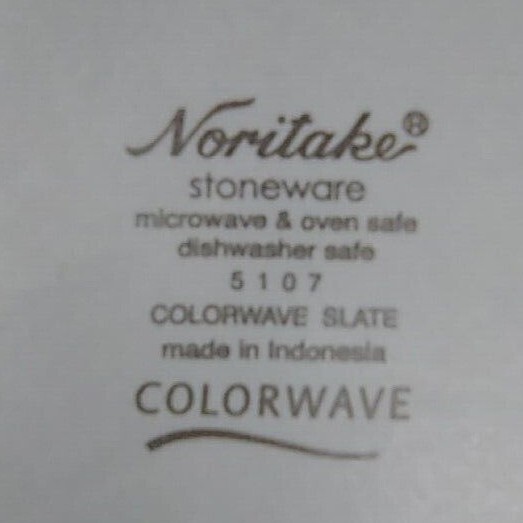 Noritake®
stoneware
microwave & oven safe
dishwasher safe
5107
COLORWAVE SLATE
made in Indonesia
COLORWAVE